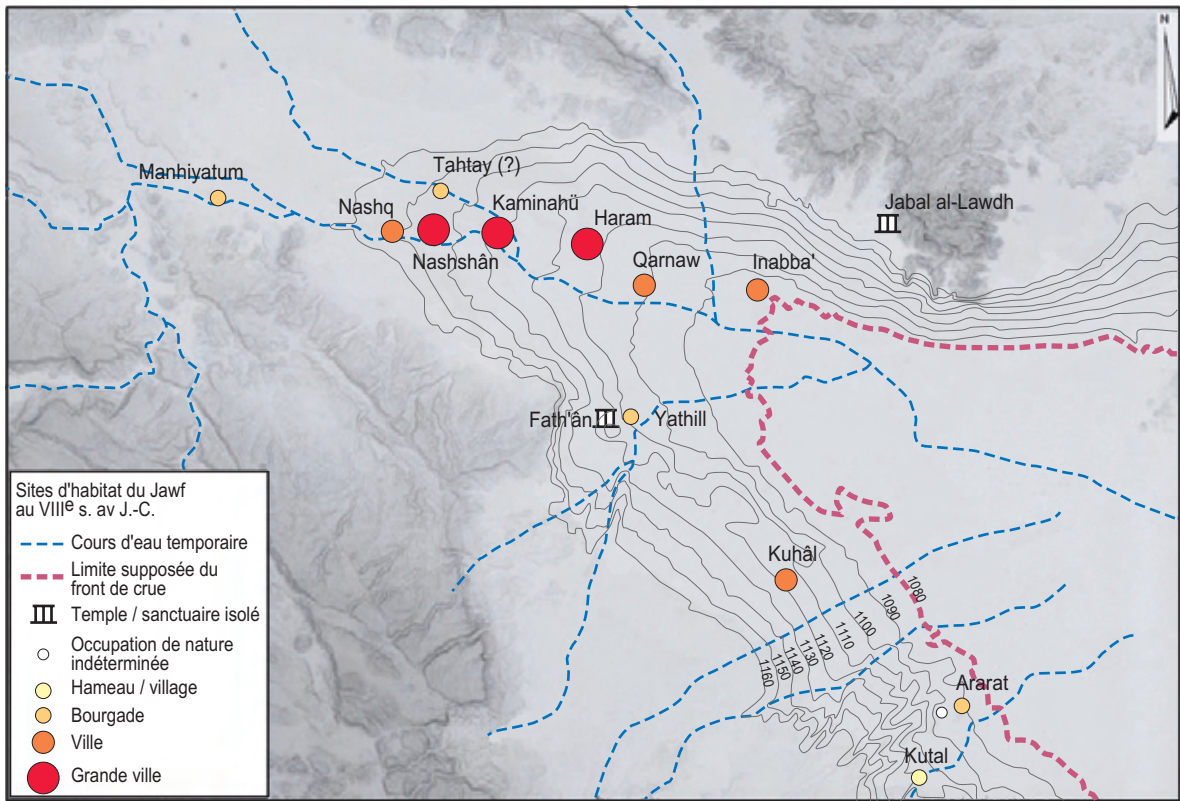 N
Manhiyatum
Tahtay (?)
Nashq
Kaminahü
Nashshân
Haram
Jabal al-Lawdh
Qarnaw
Inabba'
Fath'ân
Yathill
Kuhâl
1080
1090
1100
1110
1120
1130
1140
1150
1160
Ararat
Kutal
Sites d'habitat du Jawf
au VIIIe s. av J.-C.
Cours d'eau temporaire
Limite supposée du
front de crue
Temple / sanctuaire isolé
Occupation de nature
indéterminée
Hameau / village
Bourgade
Ville
Grande ville